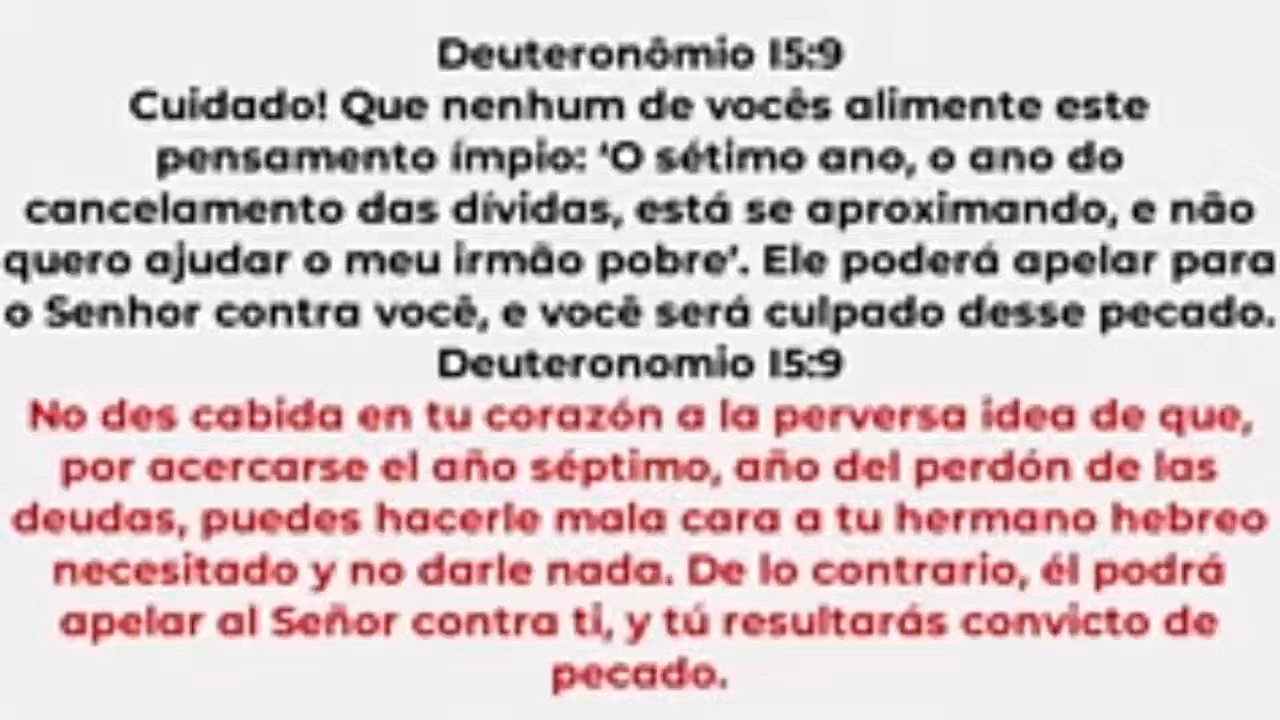 Deuteronômio 15:9
Cuidado! Que nenhum de vocês alimente este
pensamento ímpio: ‘O sétimo ano, o ano do
cancelamento das dívidas, está se aproximando, e não
quero ajudar o meu irmão pobre’. Ele poderá apelar para
o Senhor contra você, e você será culpado desse pecado.
Deuteronomio 15:9
No des cabida en tu corazón a la perversa idea de que,
por acercarse el año séptimo, año del perdón de las
deudas, puedes hacerle mala cara a tu hermano hebreo
necesitado y no darle nada. De lo contrario, él podrá
apelar al Señor contra ti, y tú resultarás convicto de
pecado.